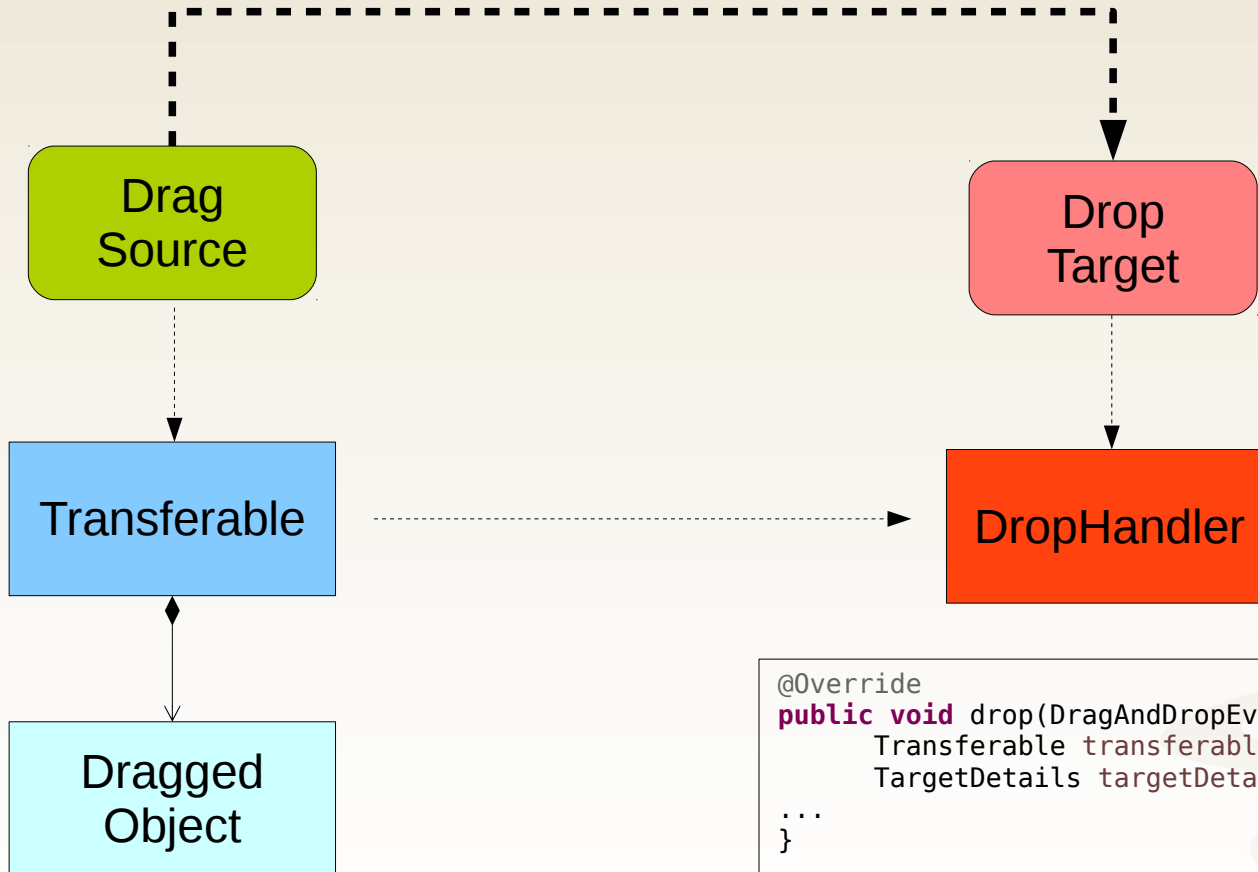 Drag
Source
Drop
Target
Transferable
DropHandler
Dragged
Object
@Override
public void drop(DragAndDropEv
Transferable transferabl
TargetDetails targetDeta
...
}